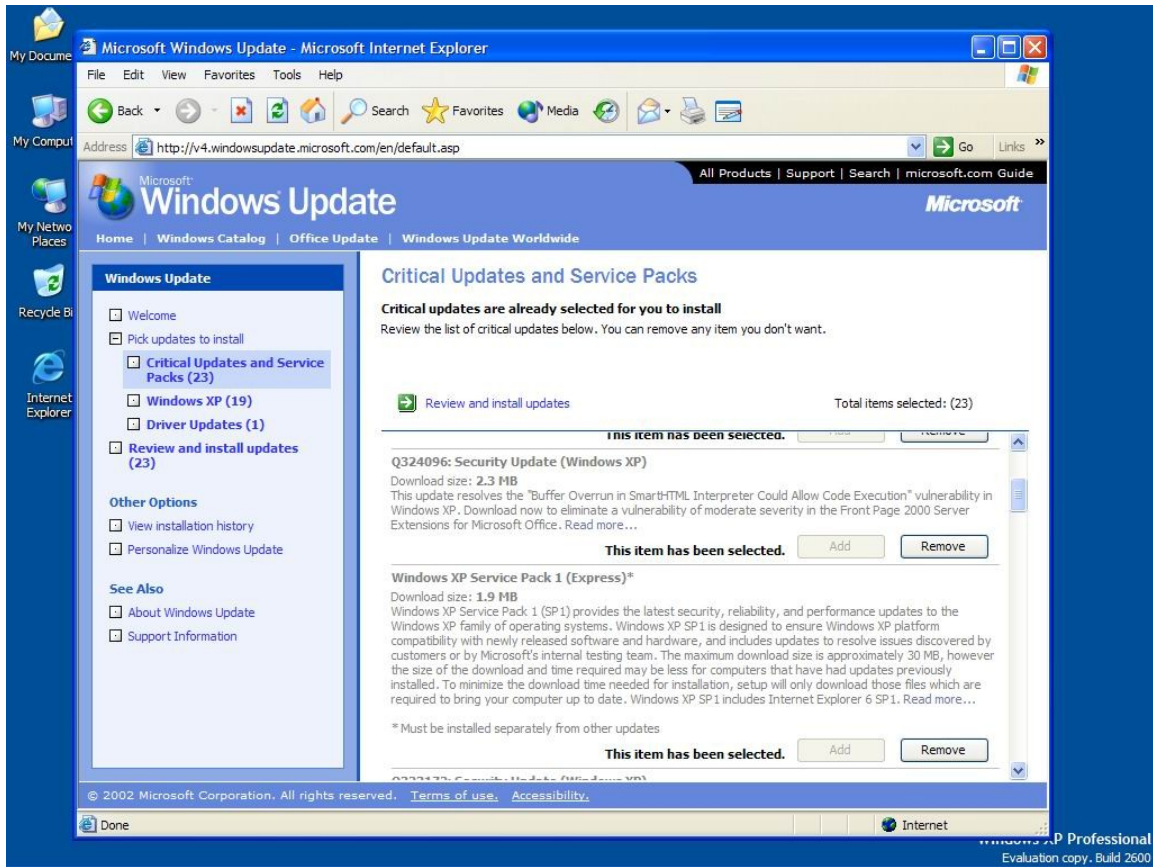 My Docume
My Comput
My Netwo
Places
Recycle Bi
Internet
Explorer
Microsoft Windows Update - Microsoft Internet Explorer
File Edit View Favorites Tools Help
Back Search Favorites Media
Address http://v4.windowsupdate.microsoft.com/en/default.asp Go Links »
All Products | Support | Search | microsoft.com Guide
Microsoft
Windows Update
Microsoft
Home | Windows Catalog | Office Update | Windows Update Worldwide
Windows Update
Welcome
Pick updates to install
Critical Updates and Service
Packs (23)
Windows XP (19)
Driver Updates (1)
Review and install updates
(23)
Other Options
View installation history
Personalize Windows Update
See Also
About Windows Update
Support Information
Critical Updates and Service Packs
Critical updates are already selected for you to install
Review the list of critical updates below. You can remove any item you don't want.
Review and install updates Total items selected: (23)
This item has been selected. Add Remove
Q324096: Security Update (Windows XP)
Download size: 2.3 MB
This update resolves the "Buffer Overrun in SmartHTML Interpreter Could Allow Code Execution" vulnerability in
Windows XP. Download now to eliminate a vulnerability of moderate severity in the Front Page 2000 Server
Extensions for Microsoft Office. Read more...
This item has been selected. Add Remove
Windows XP Service Pack 1 (Express)*
Download size: 1.9 MB
Windows XP Service Pack 1 (SP1) provides the latest security, reliability, and performance updates to the
Windows XP family of operating systems. Windows XP SP1 is designed to ensure Windows XP platform
compatibility with newly released software and hardware, and includes updates to resolve issues discovered by
customers or by Microsoft's internal testing team. The maximum download size is approximately 30 MB, however
the size of the download and time required may be less for computers that have had updates previously
installed. To minimize the download time needed for installation, setup will only download those files which are
required to bring your computer up to date. Windows XP SP1 includes Internet Explorer 6 SP1. Read more...
* Must be installed separately from other updates
This item has been selected. Add Remove
Security Update (Windows XP)
© 2002 Microsoft Corporation. All rights reserved. Terms of use. Accessibility.
Done Internet
Windows XP Professional
Evaluation copy. Build 2600